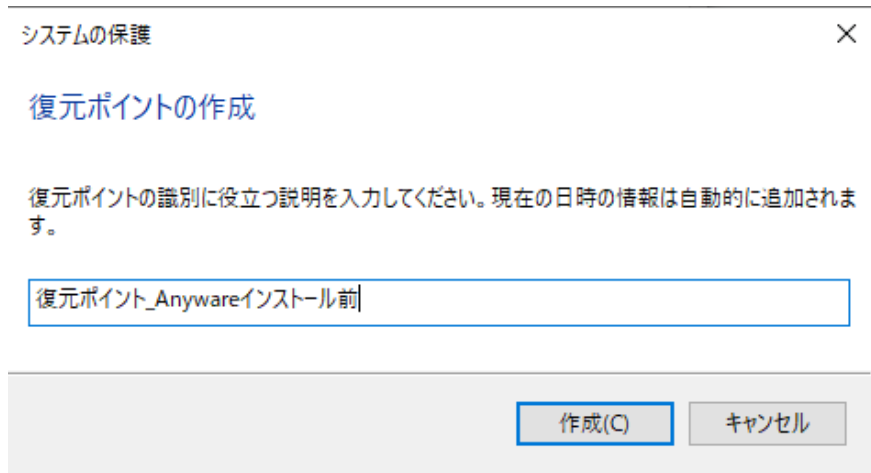 システムの保護
復元ポイントの作成
復元ポイントの識別に役立つ説明を入力してください。現在の日時の情報は自動的に追加されま
す。
復元ポイント_Anywareインストール前
作成(C)
キャンセル